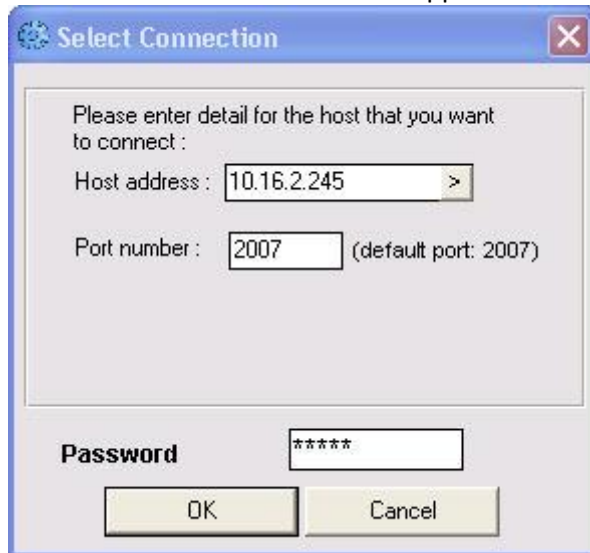 Select Connection
Please enter detail for the host that you want
to connect :
Host address : 10.16.2.245 >
Port number : 2007 (default port: 2007)
Password *****
OK Cancel